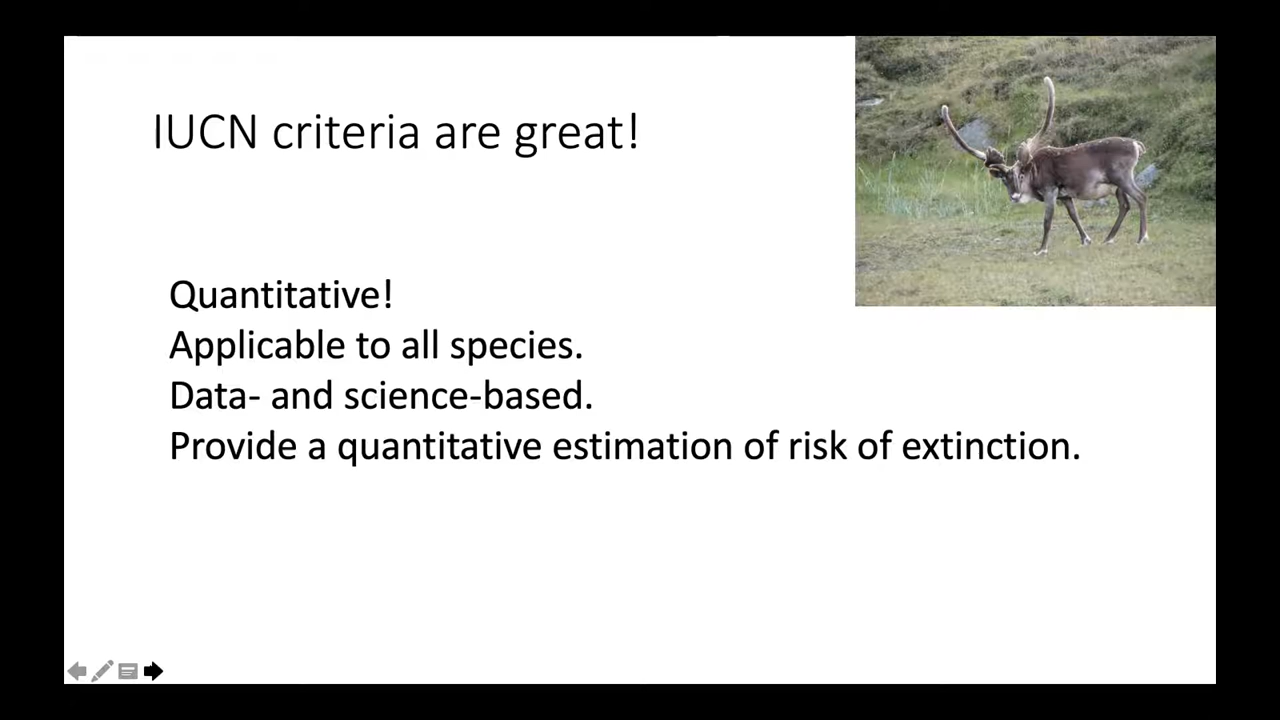 IUCN criteria are great!
Quantitative!
Applicable to all species.
Data- and science-based.
Provide a quantitative estimation of risk of extinction.